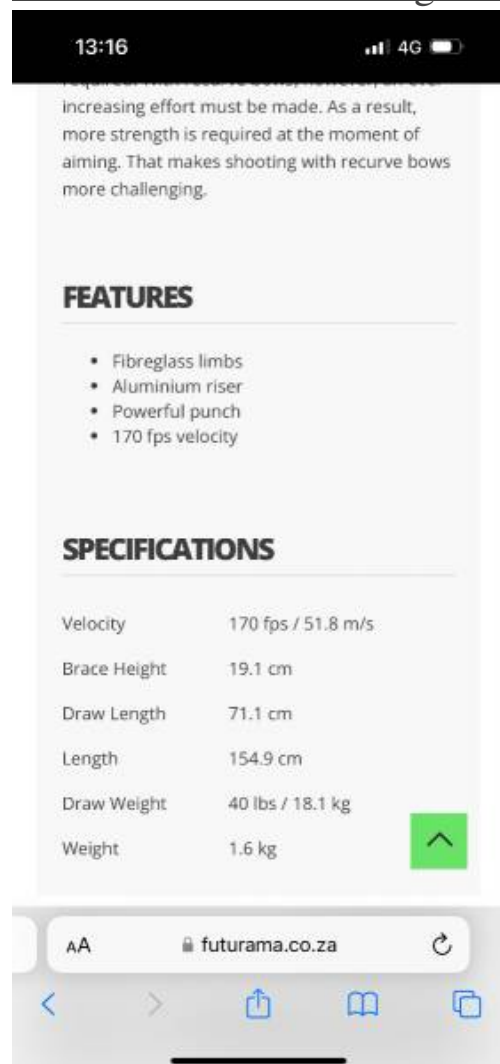 13:16
4G
increasing effort must be made. As a result,
more strength is required at the moment of
aiming. That makes shooting with recurve bows
more challenging.
FEATURES
• Fibreglass limbs
• Aluminium riser
• Powerful punch
• 170 fps velocity
SPECIFICATIONS
Velocity 170 fps / 51.8 m/s
Brace Height 19.1 cm
Draw Length 71.1 cm
Length 154.9 cm
Draw Weight 40 lbs / 18.1 kg
Weight 1.6 kg
AA futurama.co.za